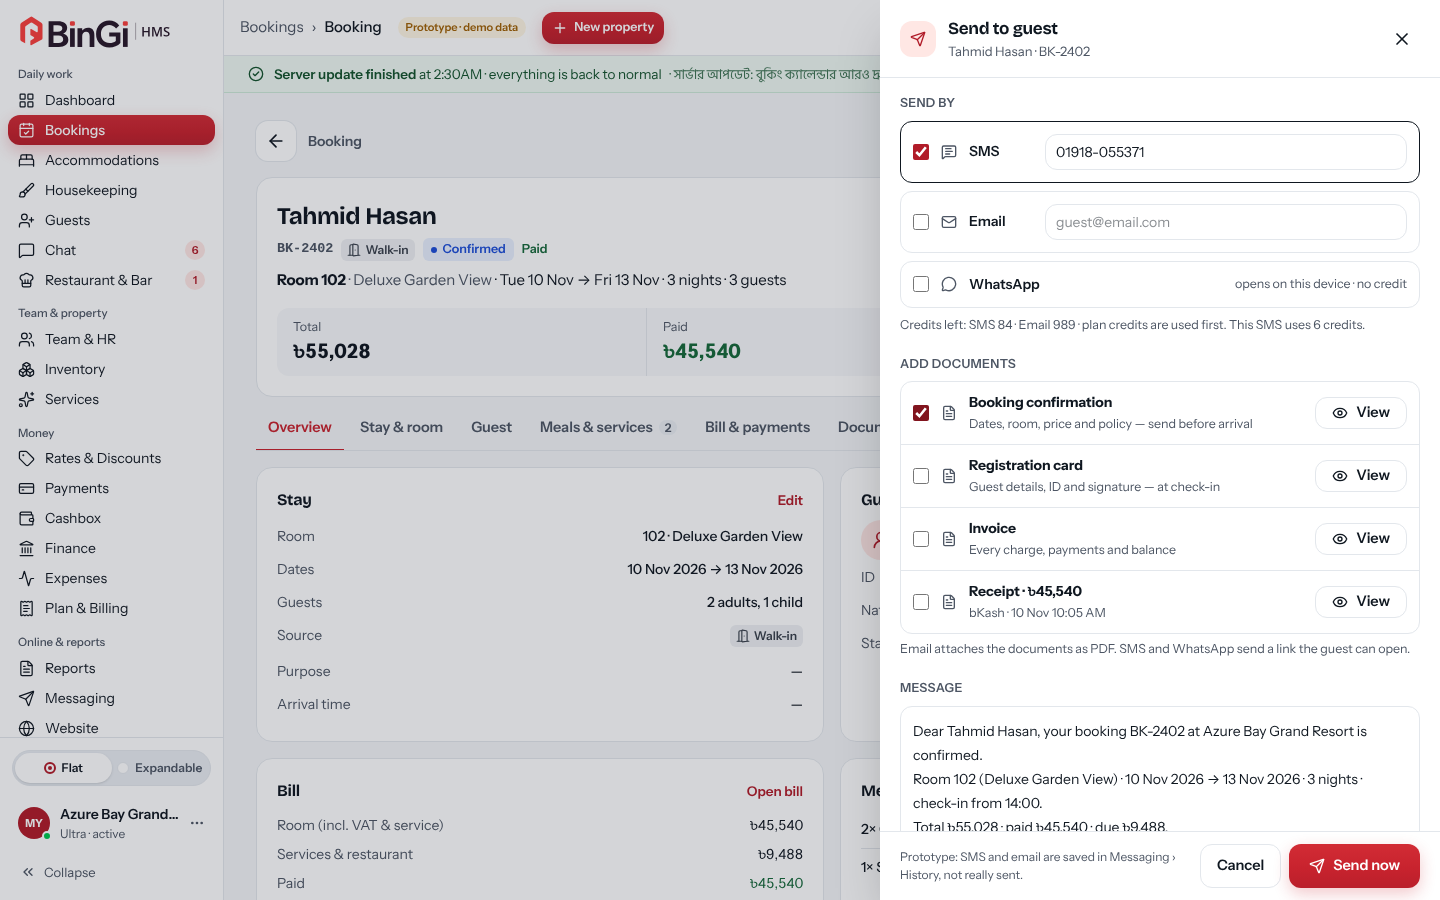 BinGi HMS
Daily work
Dashboard
Bookings
Accommodations
Housekeeping
Guests
Chat 6
Restaurant & Bar 1
Team & property
Team & HR
Inventory
Services
Money
Rates & Discounts
Payments
Cashbox
Finance
Expenses
Plan & Billing
Online & reports
Reports
Messaging
Website
Flat Expandable
MY Azure Bay Grand...
Ultra · active
Collapse
Bookings › Booking Prototype · demo data + New property
Server update finished at 2:30AM · everything is back to normal · সার্ভার আপডেট: বুকিং ক্যালেন্ডার আরও
Booking
Tahmid Hasan
BK-2402 Walk-in Confirmed Paid
Room 102 · Deluxe Garden View · Tue 10 Nov → Fri 13 Nov · 3 nights · 3 guests
Total
৳55,028
Paid
৳45,540
Overview Stay & room Guest Meals & services 2 Bill & payments
Stay Edit
Room 102 · Deluxe Garden View
Dates 10 Nov 2026 → 13 Nov 2026
Guests 2 adults, 1 child
Source Walk-in
Purpose —
Arrival time —
ID
Bill Open bill
Room (incl. VAT & service) ৳45,540
Services & restaurant ৳9,488
Paid ৳45,540
2×
1×
Send to guest
Tahmid Hasan · BK-2402
SEND BY
SMS 01918-055371
Email guest@email.com
WhatsApp opens on this device · no credit
Credits left: SMS 84 · Email 989 · plan credits are used first. This SMS uses 6 credits.
ADD DOCUMENTS
Booking confirmation
Dates, room, price and policy — send before arrival
View
Registration card
Guest details, ID and signature — at check-in
View
Invoice
Every charge, payments and balance
View
Receipt · ৳45,540
bKash · 10 Nov 10:05 AM
View
Email attaches the documents as PDF. SMS and WhatsApp send a link the guest can open.
MESSAGE
Dear Tahmid Hasan, your booking BK-2402 at Azure Bay Grand Resort is
confirmed.
Room 102 (Deluxe Garden View) · 10 Nov 2026 → 13 Nov 2026 · 3 nights ·
check-in from 14:00.
Total ৳55,028 · paid ৳45,540 · due ৳9,488.
Prototype: SMS and email are saved in Messaging ›
History, not really sent.
Cancel Send now